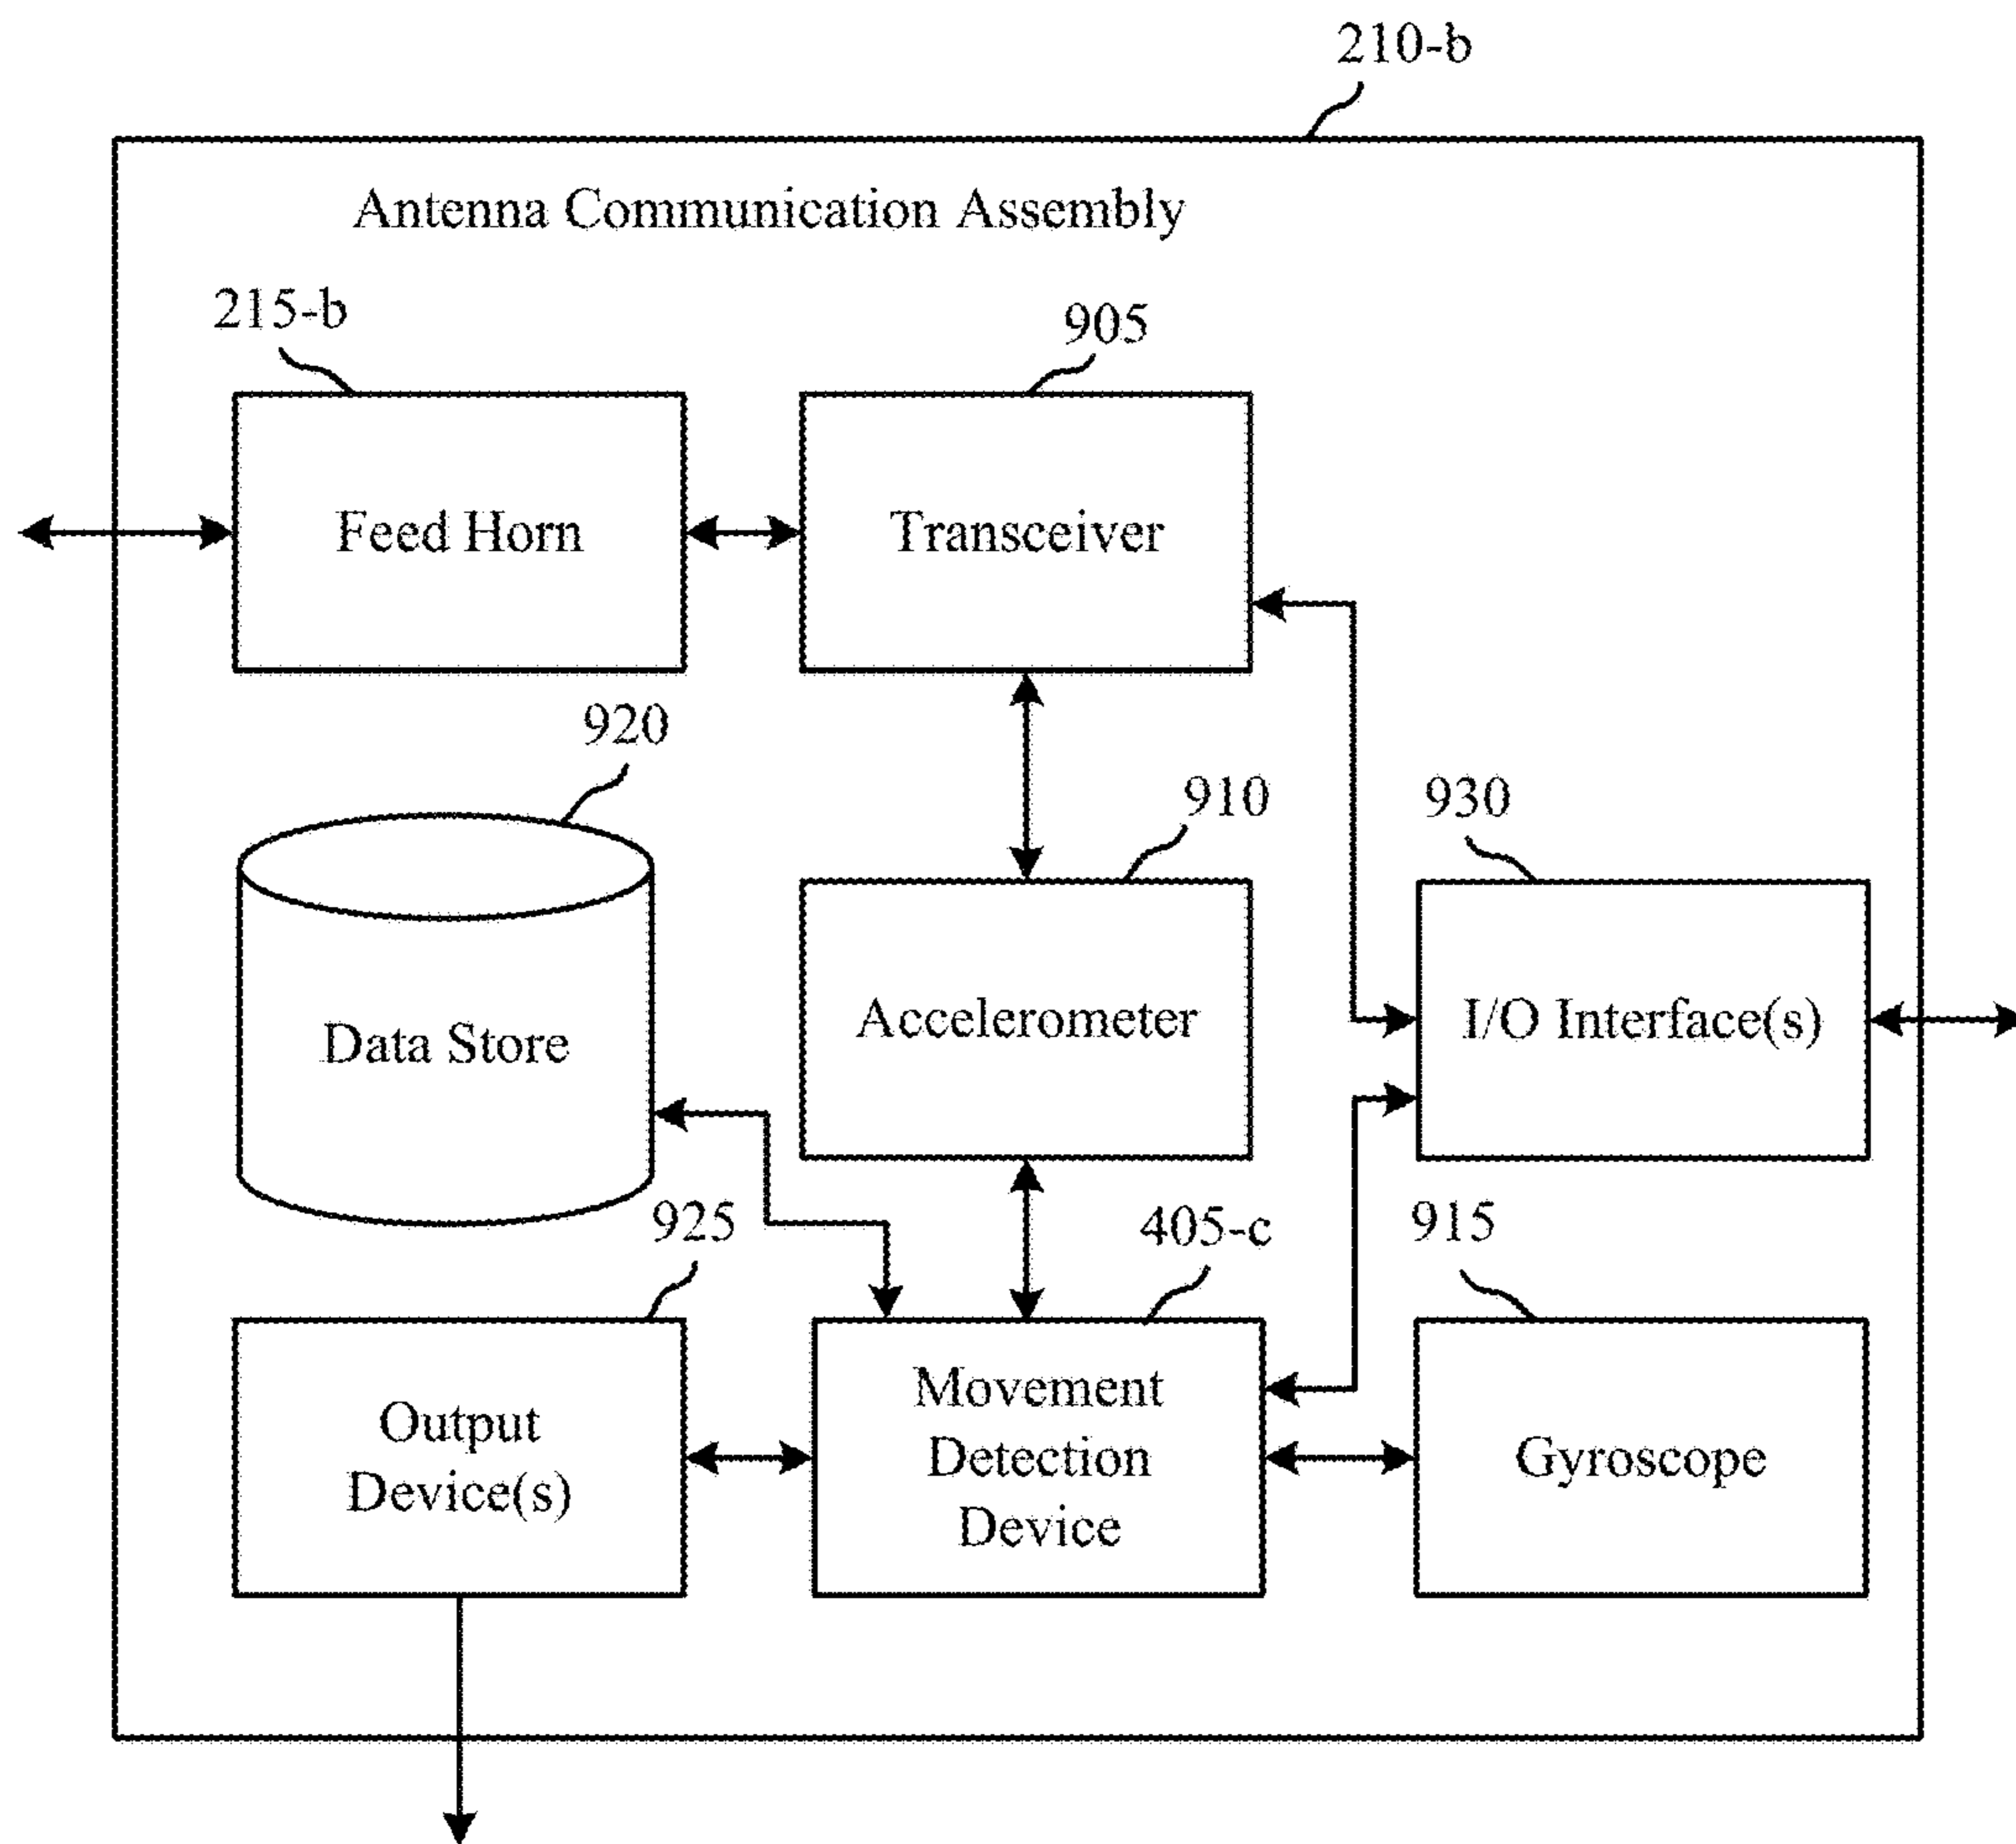 210-b
Antenna Communication Assembly
215-b
905
Feed Horn
Transceiver
920
910
930
Data Store
Accelerometer
I/O Interface(s)
925
405-c
915
Output
Device(s)
Movement
Detection
Device
Gyroscope